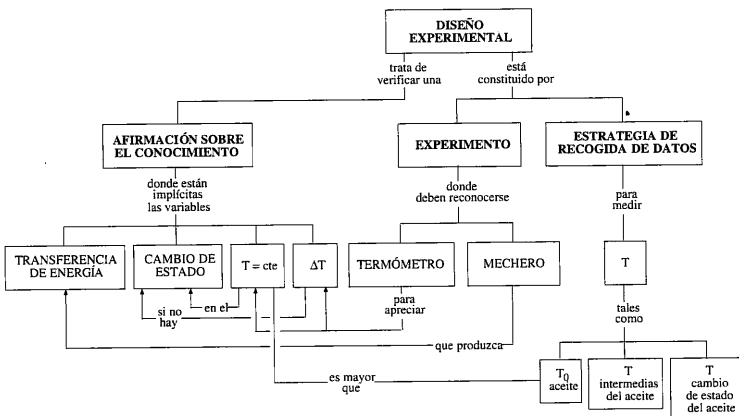 DISEÑO
EXPERIMENTAL
trata de
verificar una
está
constituido por
AFIRMACIÓN SOBRE
EL CONOCIMIENTO
EXPERIMENTO
ESTRATEGIA DE
RECOGIDA DE DATOS
donde están
implícitas
las variables
donde
deben reconocerse
para
medir
TRANSFERENCIA
DE ENERGÍA
CAMBIO DE
ESTADO
T = cte
ΔT
TERMÓMETRO
MECHERO
T
en el
si no
hay
para
apreciar
tales
como
que produzca
es mayor
que
T0
aceite
T
intermedias
del aceite
T
cambio
de estado
del aceite